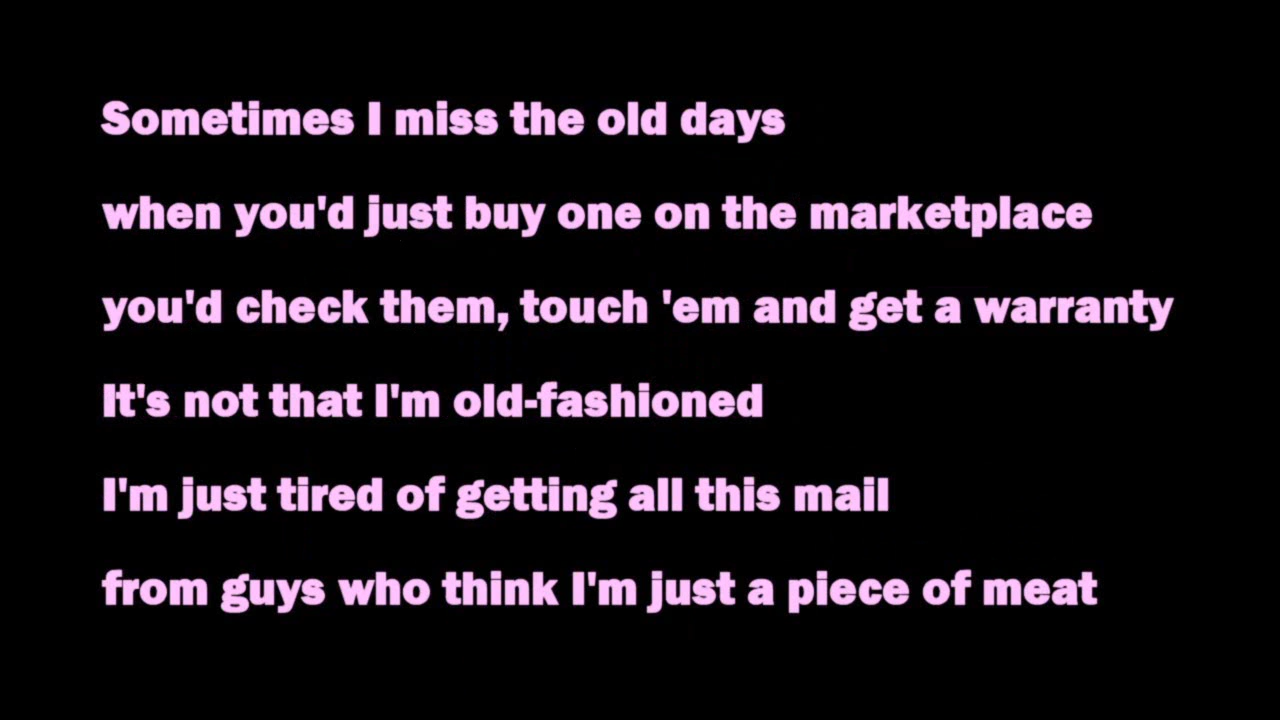 Sometimes I miss the old days
when you'd just buy one on the marketplace
you'd check them, touch 'em and get a warranty
It's not that I'm old-fashioned
I'm just tired of getting all this mail
from guys who think I'm just a piece of meat